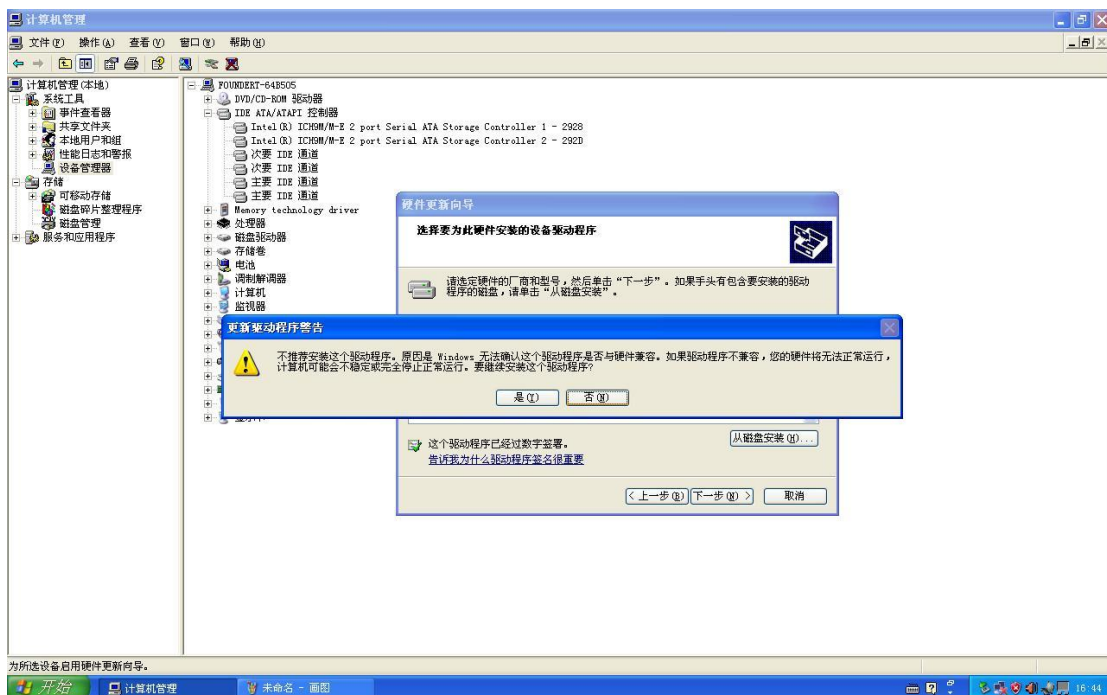 计算机管理
文件(F) 操作(A) 查看(V) 窗口(W) 帮助(H)
计算机管理(本地)
系统工具
事件查看器
共享文件夹
本地用户和组
性能日志和警报
设备管理器
存储
可移动存储
磁盘碎片整理程序
磁盘管理
服务和应用程序
FOUNDERT-64B505
DVD/CD-ROM 驱动器
IDE ATA/ATAPI 控制器
Intel(R) ICH9M/M-E 2 port Serial ATA Storage Controller 1 - 2928
Intel(R) ICH9M/M-E 2 port Serial ATA Storage Controller 2 - 292D
次要 IDE 通道
次要 IDE 通道
主要 IDE 通道
主要 IDE 通道
Memory technology driver
处理器
磁盘驱动器
存储卷
电池
调制解调器
计算机
监视器
硬件更新向导
选择要为此硬件安装的设备驱动程序
请选定硬件的厂商和型号，然后单击“下一步”。如果手头有包含要安装的驱动
程序的磁盘，请单击“从磁盘安装”。
更新驱动程序警告
不推荐安装这个驱动程序。原因是 Windows 无法确认这个驱动程序是否与硬件兼容。如果驱动程序不兼容，您的硬件将无法正常运行，
计算机可能会不稳定或完全停止正常运行。要继续安装这个驱动程序?
是(Y) 否(N)
这个驱动程序已经过数字签署。
告诉我为什么驱动程序签名很重要
从磁盘安装(H)...
< 上一步(B) 下一步(N) > 取消
为所选设备启用硬件更新向导。
开始 计算机管理 未命名 - 画图 16:44